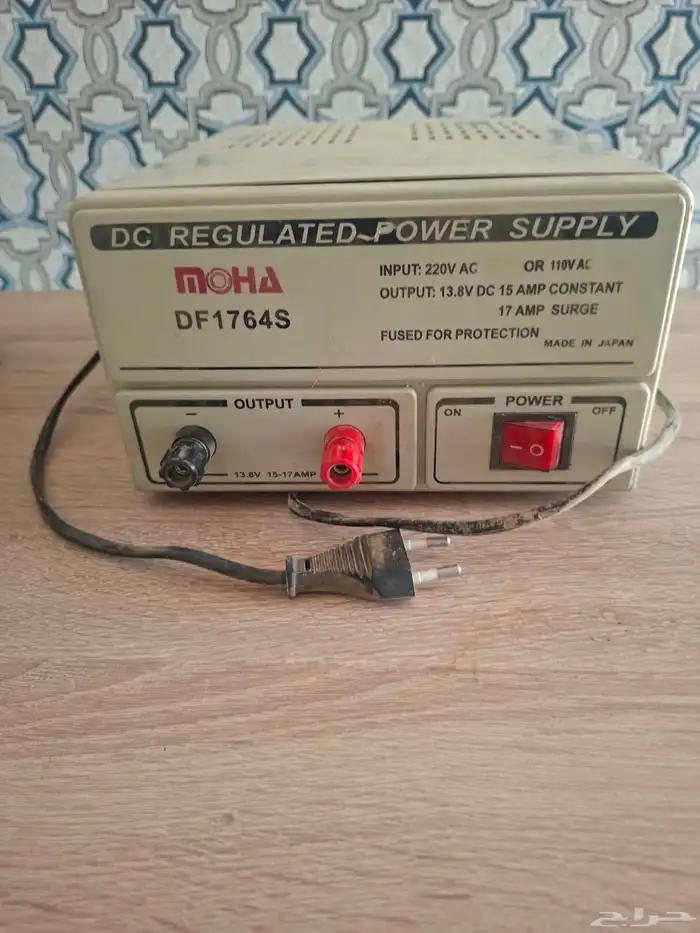 DC REGULATED POWER SUPPLY
MOHA
DF1764S
INPUT: 220V AC OR 110V AC
OUTPUT: 13.8V DC 15 AMP CONSTANT
17 AMP SURGE
FUSED FOR PROTECTION
MADE IN JAPAN
OUTPUT
− +
13.8V 15-17AMP
POWER
ON OFF
حراج